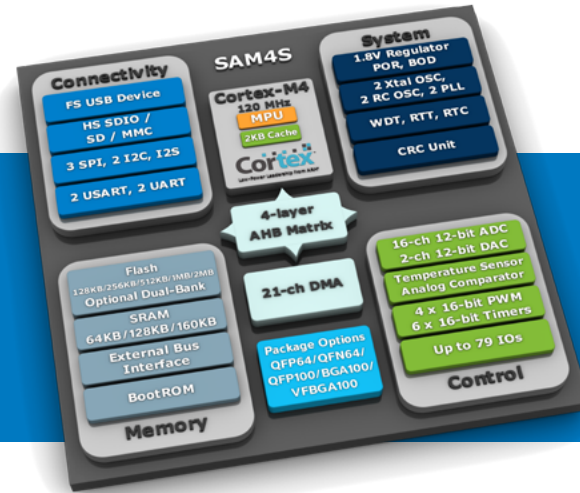 SAM4S
Connectivity
FS USB Device
HS SDIO /
SD / MMC
3 SPI, 2 I2C, I2S
2 USART, 2 UART
Cortex-M4
120 MHz
MPU
2KB Cache
Cortex
Low-Power Leadership from ARM
System
1.8V Regulator
POR, BOD
2 Xtal OSC,
2 RC OSC, 2 PLL
WDT, RTT, RTC
CRC Unit
4-layer
AHB Matrix
21-ch DMA
Package Options
QFP64/QFN64/
QFP100/BGA100/
VFBGA100
Flash
128KB/256KB/512KB/1MB/2MB
Optional Dual-Bank
SRAM
64KB/128KB/160KB
External Bus
Interface
BootROM
Memory
16-ch 12-bit ADC
2-ch 12-bit DAC
Temperature Sensor
Analog Comparator
4 x 16-bit PWM
6 x 16-bit Timers
Up to 79 IOs
Control